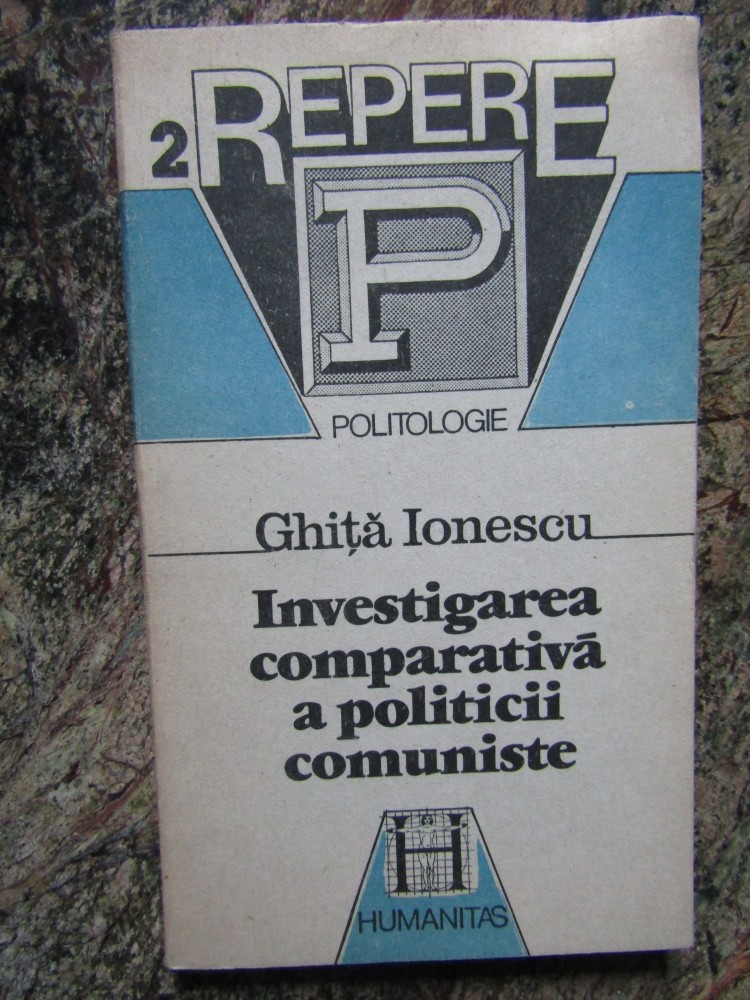 2 REPERE
P
POLITOLOGIE
Ghiță Ionescu
Investigarea
comparativă
a politicii
comuniste
H
HUMANITAS